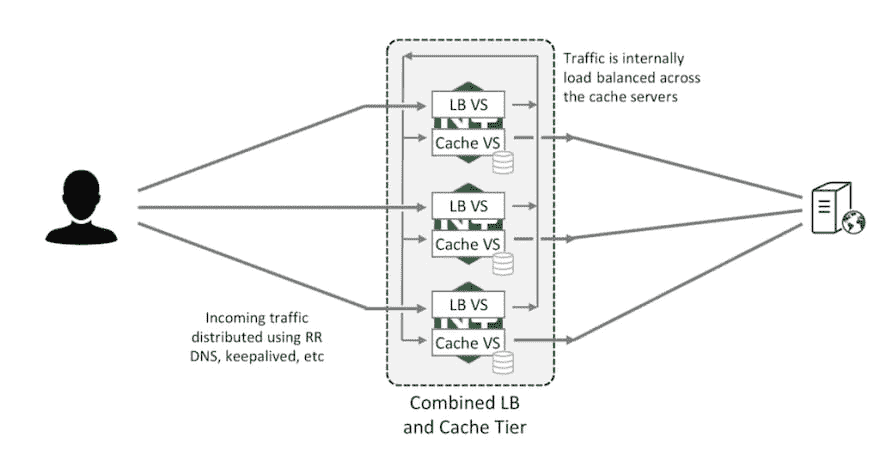 Traffic is internally
load balanced across
the cache servers
LB VS
Cache VS
LB VS
Cache VS
LB VS
Cache VS
Incoming traffic
distributed using RR
DNS, keepalived, etc
Combined LB
and Cache Tier